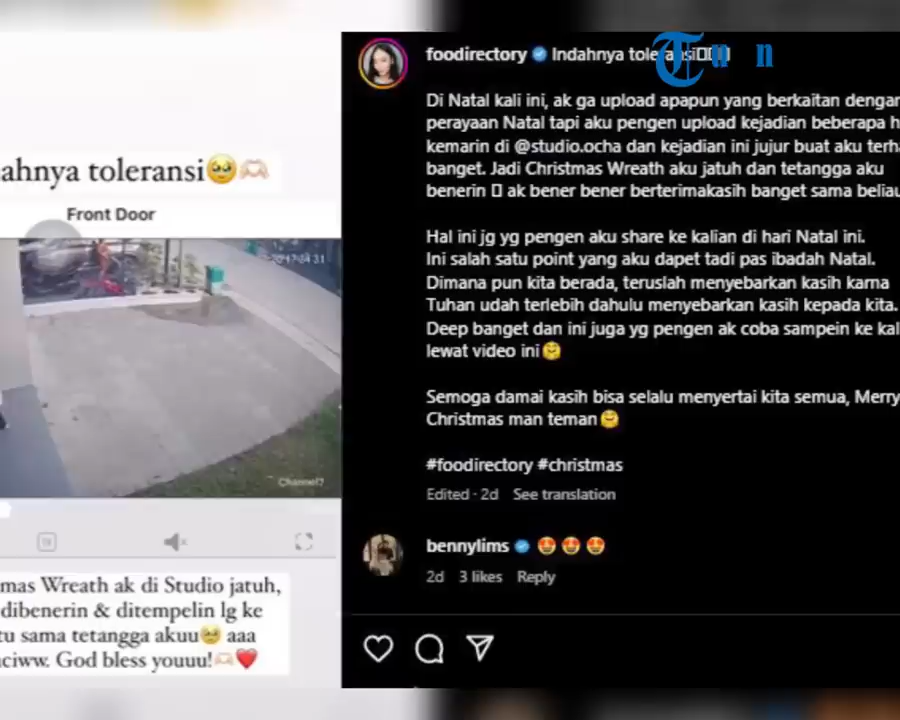 ahnya toleransi🥹🫶🏻
Front Door
Channel7
mas Wreath ak di Studio jatuh,
dibenerin & ditempelin lg ke
tu sama tetangga akuu🥹 aaa
ciww. God bless youuu!🫶🏻❤️
foodirectory Indahnya toleransi
Di Natal kali ini, ak ga upload apapun yang berkaitan dengan
perayaan Natal tapi aku pengen upload kejadian beberapa h
kemarin di @studio.ocha dan kejadian ini jujur buat aku terha
banget. Jadi Christmas Wreath aku jatuh dan tetangga aku
benerin ak bener bener berterimakasih banget sama beliau
Hal ini jg yg pengen aku share ke kalian di hari Natal ini.
Ini salah satu point yang aku dapet tadi pas ibadah Natal.
Dimana pun kita berada, teruslah menyebarkan kasih karna
Tuhan udah terlebih dahulu menyebarkan kasih kepada kita.
Deep banget dan ini juga yg pengen ak coba sampein ke kal
lewat video ini🤗
Semoga damai kasih bisa selalu menyertai kita semua, Merry
Christmas man teman🤗
#foodirectory #christmas
Edited · 2d See translation
bennylims 😍😍😍
2d 3 likes Reply